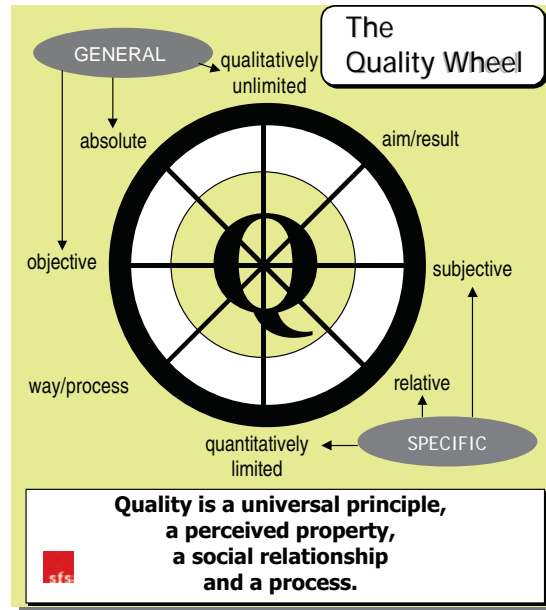 The
Quality Wheel
GENERAL
qualitatively
unlimited
absolute
aim/result
objective
subjective
Q
way/process
relative
quantitatively
limited
SPECIFIC
Quality is a universal principle,
a perceived property,
a social relationship
and a process.
sfs